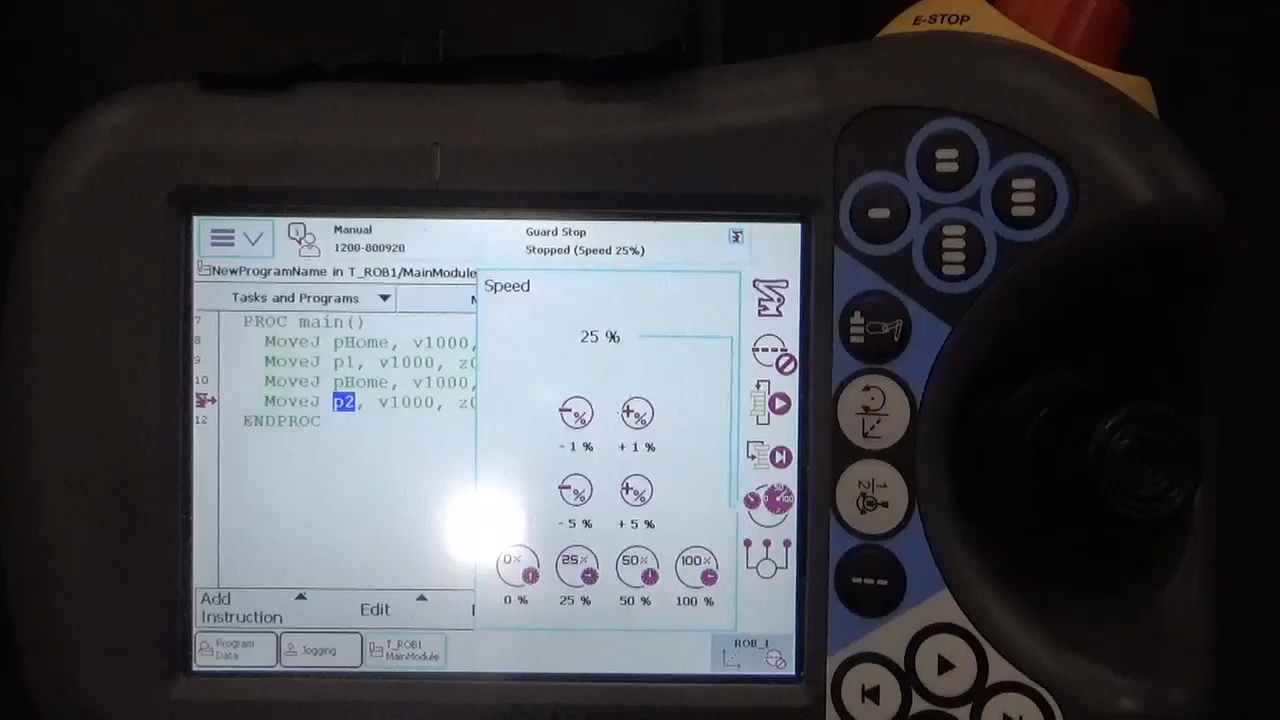 E-STOP
Manual
1200-800920
Guard Stop
Stopped (Speed 25%)
NewProgramName in T_ROB1/MainModule
Tasks and Programs
7 PROC main()
8 MoveJ pHome, v1000,
9 MoveJ p1, v1000, z
10 MoveJ pHome, v1000,
MoveJ p2, v1000, z
12 ENDPROC
Speed
25 %
-% +%
- 1 % + 1 %
-% +%
- 5 % + 5 %
0% 25% 50% 100%
0 % 25 % 50 % 100 %
Add Instruction
Edit
Program Data
Jogging
T_ROB1 MainModule
ROB_1
1/2